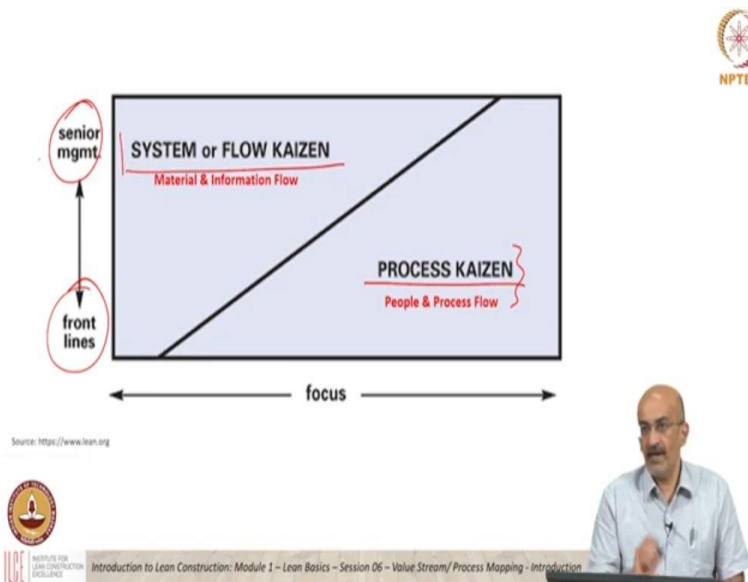 NPTE
senior
mgmt.
SYSTEM or FLOW KAIZEN
Material & Information Flow
PROCESS KAIZEN
People & Process Flow
front
lines
focus
Source: https://www.lean.org
ILCE
INSTITUTE FOR
LEAN CONSTRUCTION
EXCELLENCE
Introduction to Lean Construction: Module 1 – Lean Basics – Session 06 – Value Stream/ Process Mapping - Introduction